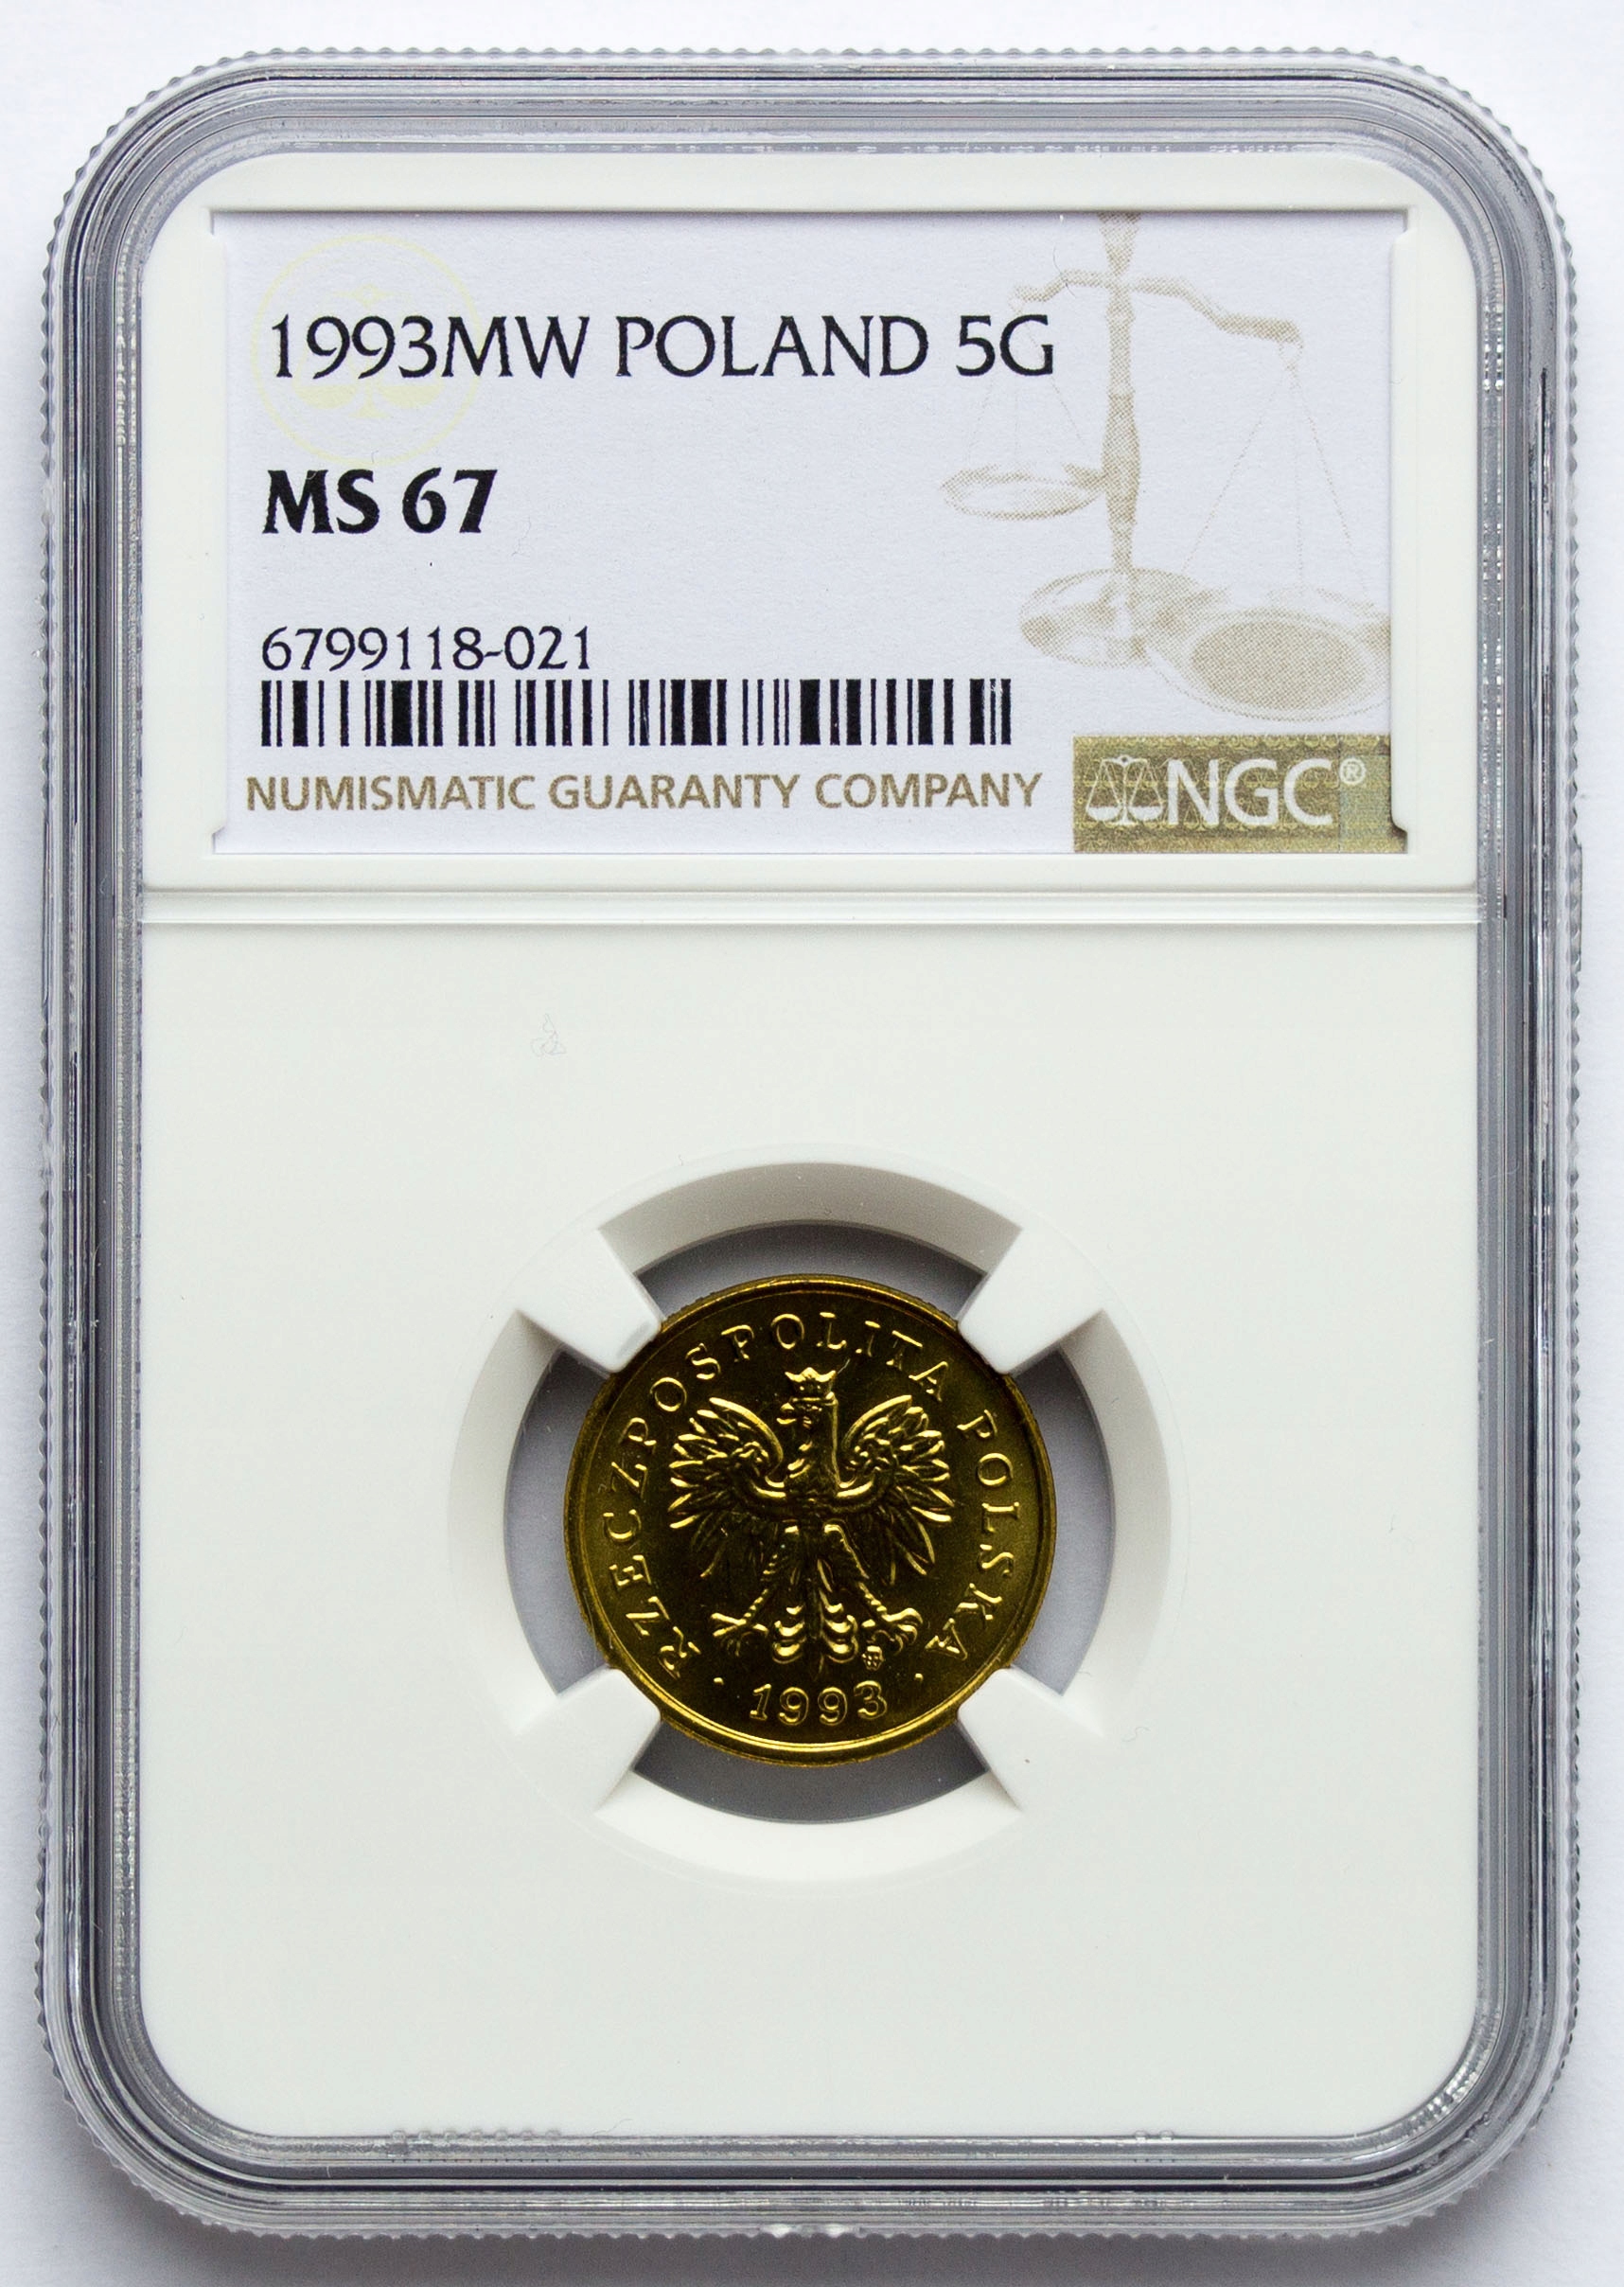 1993MW POLAND 5G
MS 67
6799118-021
NUMISMATIC GUARANTY COMPANY
NGC®
RZECZPOSPOLITA POLSKA
· 1993 ·